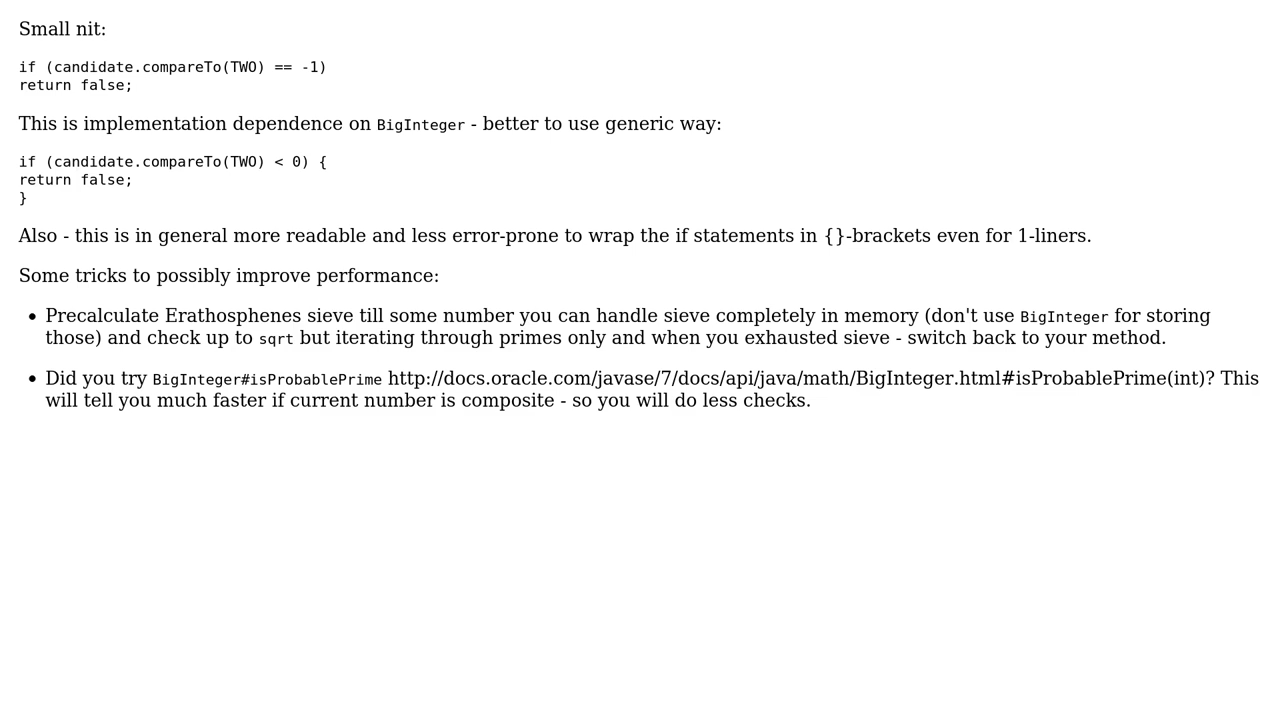 Small nit:
if (candidate.compareTo(TWO) == -1)
return false;
This is implementation dependence on BigInteger - better to use generic way:
if (candidate.compareTo(TWO) < 0) {
return false;
}
Also - this is in general more readable and less error-prone to wrap the if statements in {}-brackets even for 1-liners.
Some tricks to possibly improve performance:
• Precalculate Erathosphenes sieve till some number you can handle sieve completely in memory (don't use BigInteger for storing
those) and check up to sqrt but iterating through primes only and when you exhausted sieve - switch back to your method.
• Did you try BigInteger#isProbablePrime http://docs.oracle.com/javase/7/docs/api/java/math/BigInteger.html#isProbablePrime(int)? This
will tell you much faster if current number is composite - so you will do less checks.